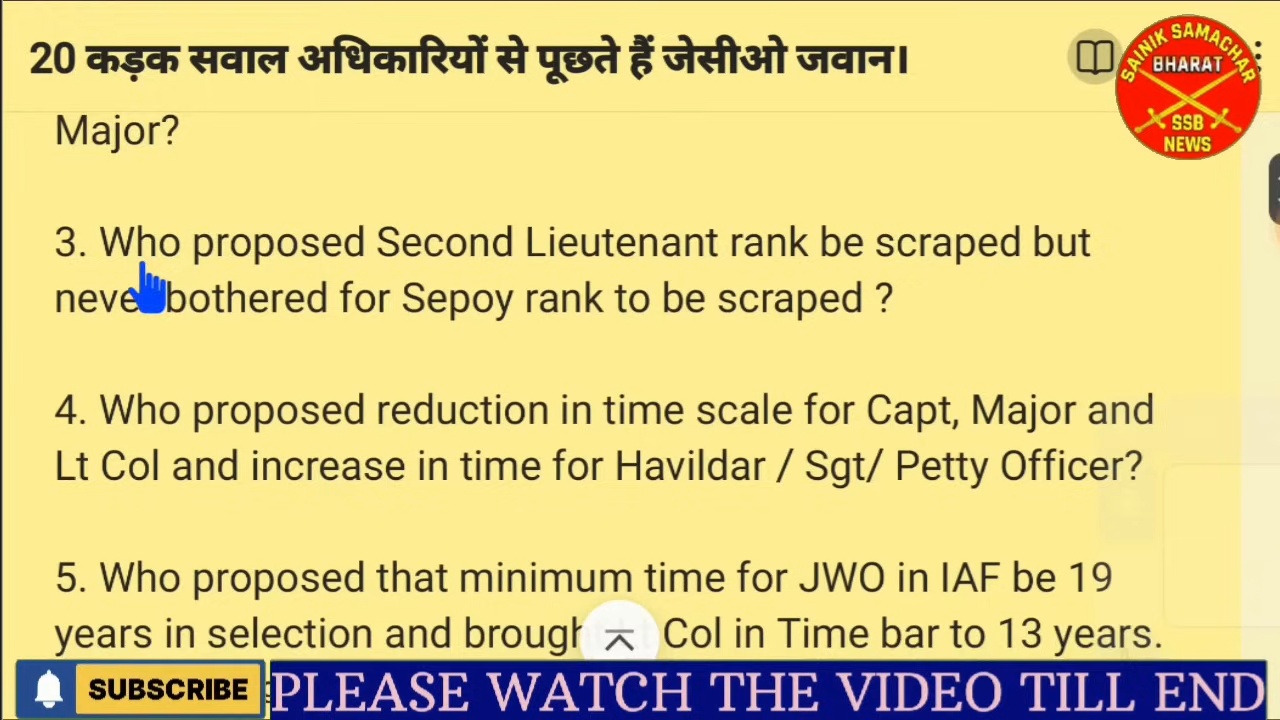 20 कड़क सवाल अधिकारियों से पूछते हैं जेसीओ जवान।
SAINIK SAMACHAR
BHARAT
SSB
NEWS
Major?
3. Who proposed Second Lieutenant rank be scraped but
never bothered for Sepoy rank to be scraped ?
4. Who proposed reduction in time scale for Capt, Major and
Lt Col and increase in time for Havildar / Sgt/ Petty Officer?
5. Who proposed that minimum time for JWO in IAF be 19
years in selection and brought Lt Col in Time bar to 13 years.
SUBSCRIBE
PLEASE WATCH THE VIDEO TILL END